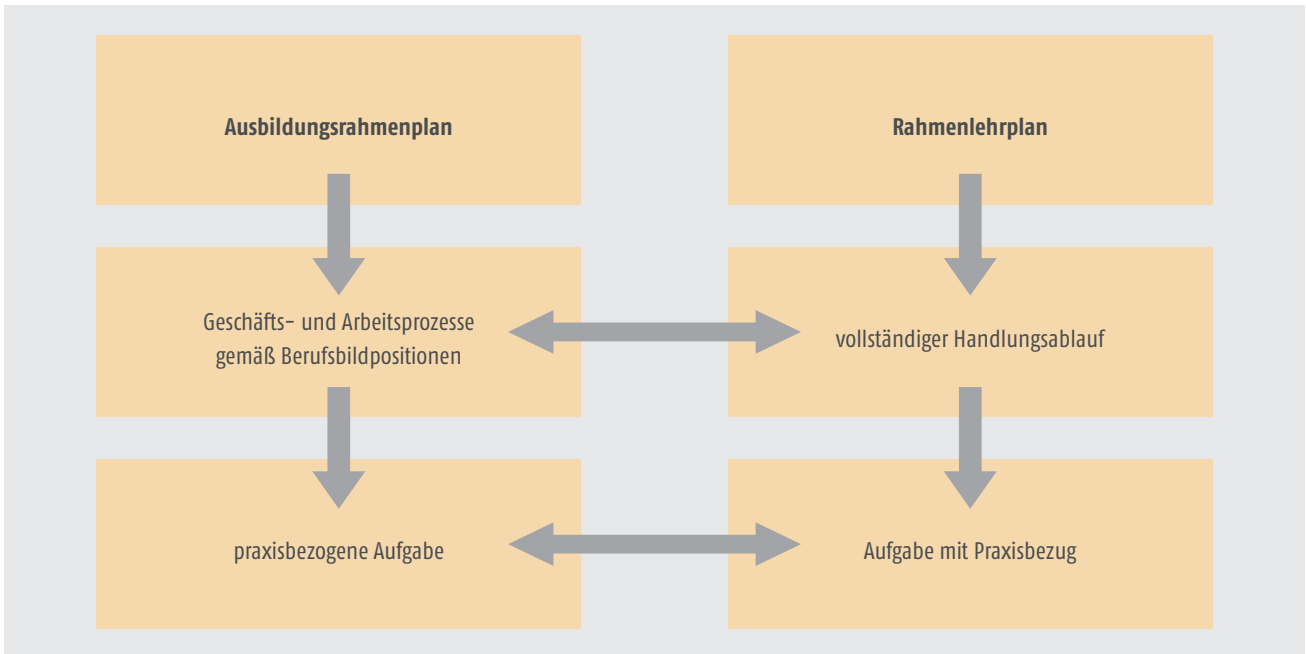 Ausbildungsrahmenplan
Rahmenlehrplan
Geschäfts- und Arbeitsprozesse
gemäß Berufsbildpositionen
vollständiger Handlungsablauf
praxisbezogene Aufgabe
Aufgabe mit Praxisbezug